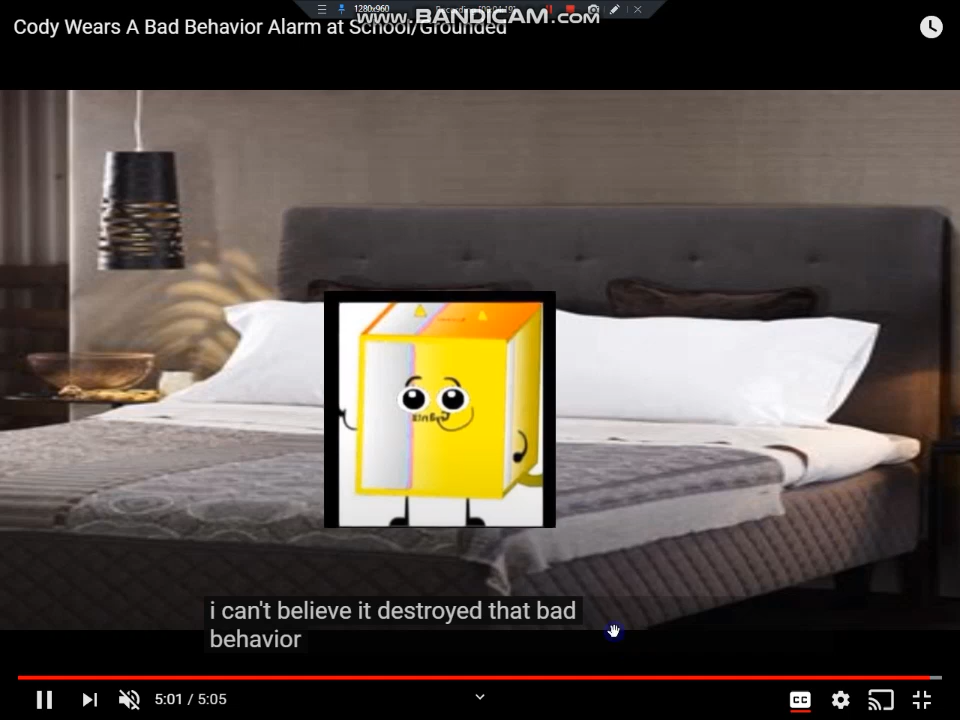 1280x960
www.BANDICAM.com
Cody Wears A Bad Behavior Alarm at School/Grounded
i can't believe it destroyed that bad
behavior
5:01 / 5:05
CC